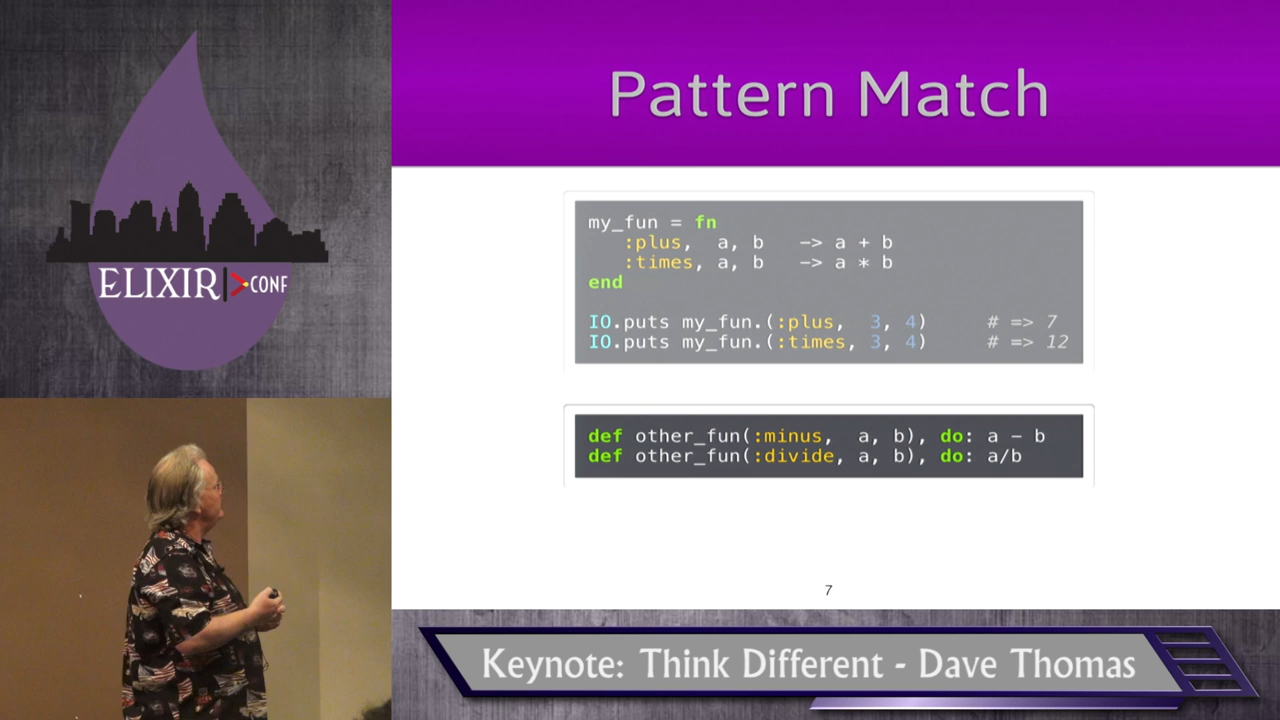 ELIXIR CONF
Pattern Match
my_fun = fn
:plus, a, b -> a + b
:times, a, b -> a * b
end
IO.puts my_fun.(:plus, 3, 4) # => 7
IO.puts my_fun.(:times, 3, 4) # => 12
def other_fun(:minus, a, b), do: a - b
def other_fun(:divide, a, b), do: a/b
7
Keynote: Think Different - Dave Thomas